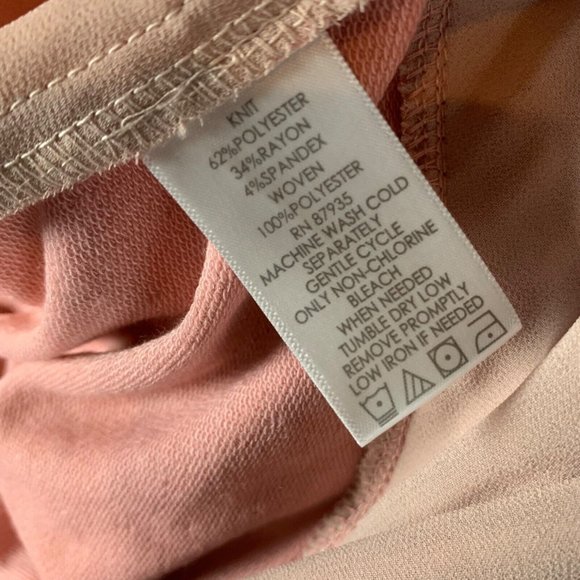 KNIT
62%POLYESTER
34%RAYON
4%SPANDEX
WOVEN
100%POLYESTER
RN 87935
MACHINE WASH COLD
SEPARATELY
GENTLE CYCLE
ONLY NON-CHLORINE
BLEACH
WHEN NEEDED
TUMBLE DRY LOW
REMOVE PROMPTLY
LOW IRON IF NEEDED